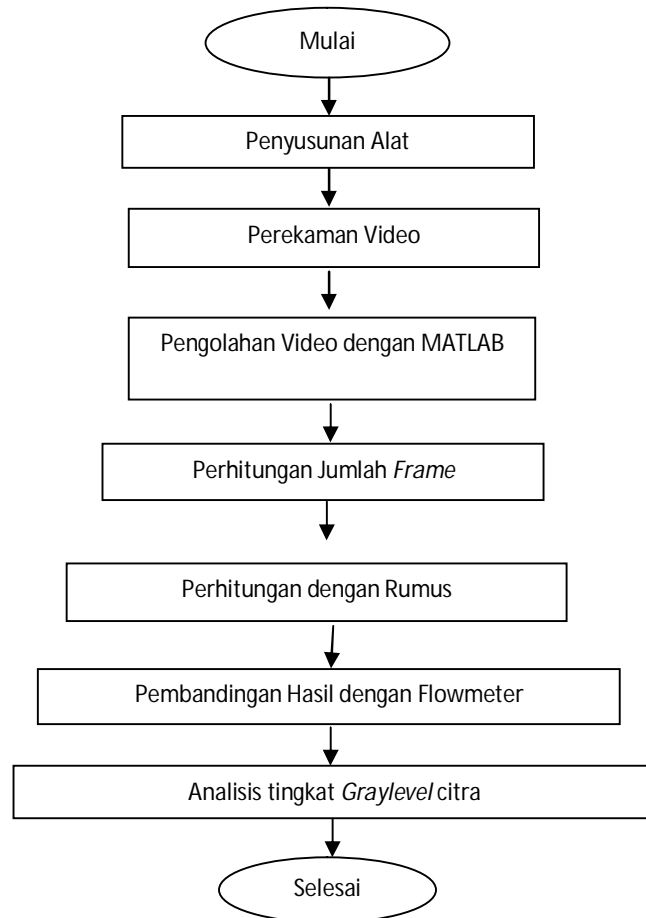 Mulai
Penyusunan Alat
Perekaman Video
Pengolahan Video dengan MATLAB
Perhitungan Jumlah Frame
Perhitungan dengan Rumus
Pembandingan Hasil dengan Flowmeter
Analisis tingkat Graylevel citra
Selesai